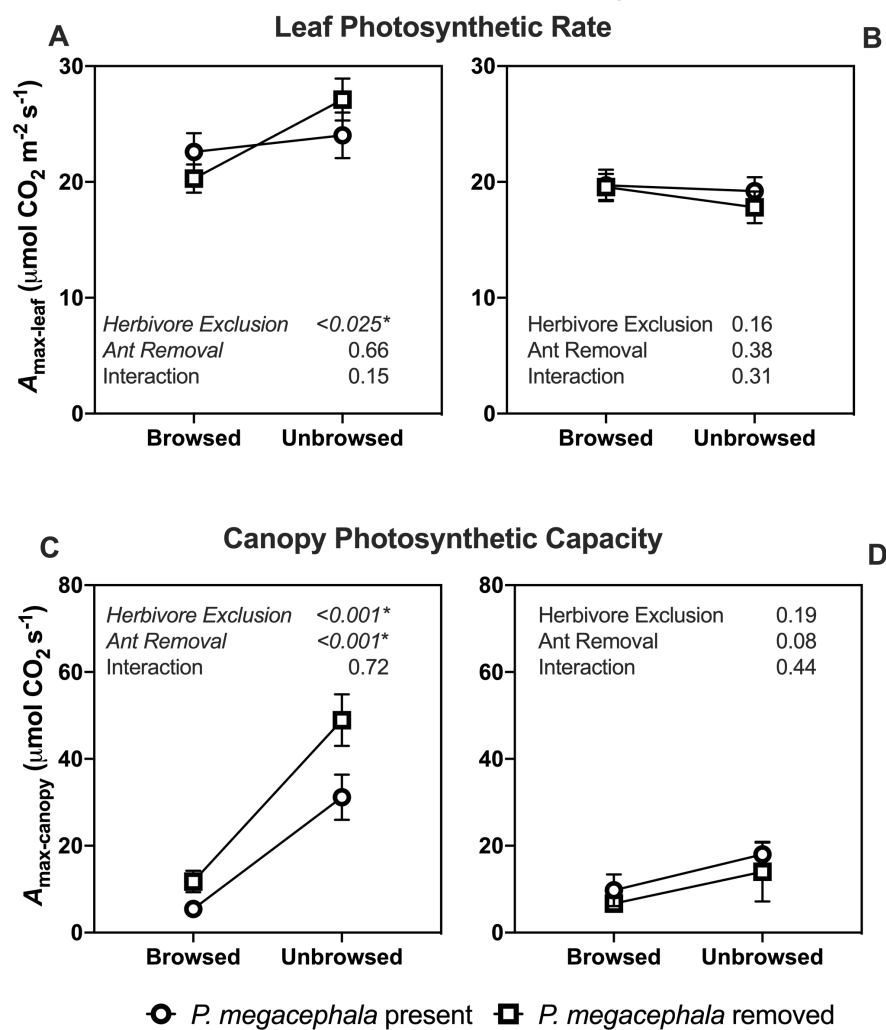 Leaf Photosynthetic Rate
A
B
A_max-leaf (μmol CO₂ m⁻² s⁻¹)
30
20
10
0
Herbivore Exclusion <0.025*
Ant Removal 0.66
Interaction 0.15
Browsed Unbrowsed
30
20
10
0
Herbivore Exclusion 0.16
Ant Removal 0.38
Interaction 0.31
Browsed Unbrowsed
Canopy Photosynthetic Capacity
C
D
A_max-canopy (μmol CO₂ s⁻¹)
80
60
40
20
0
Herbivore Exclusion <0.001*
Ant Removal <0.001*
Interaction 0.72
Browsed Unbrowsed
80
60
40
20
0
Herbivore Exclusion 0.19
Ant Removal 0.08
Interaction 0.44
Browsed Unbrowsed
P. megacephala present P. megacephala removed